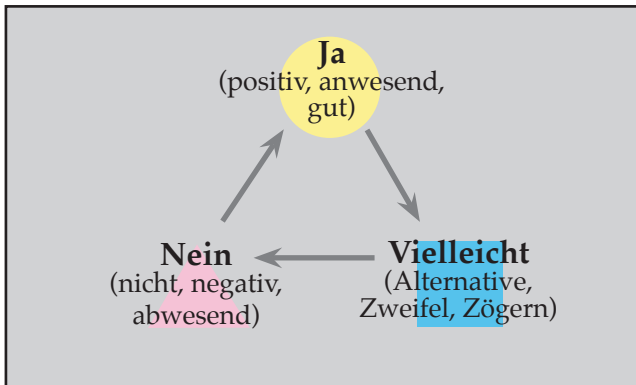 Ja
(positiv, anwesend,
gut)
Nein
(nicht, negativ,
abwesend)
Vielleicht
(Alternative,
Zweifel, Zögern)